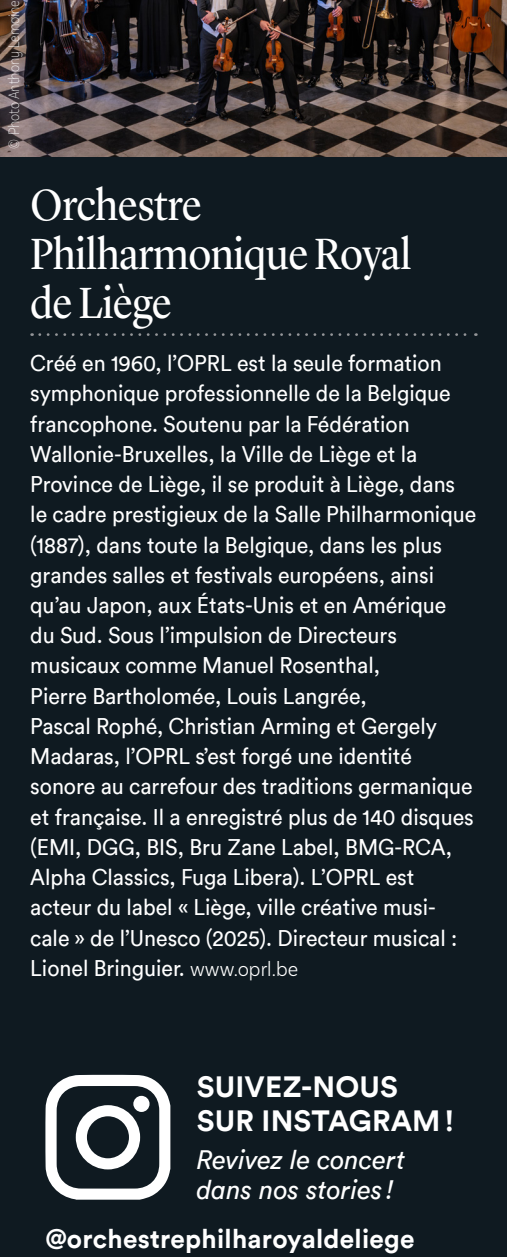 © Photo Anthony
Orchestre
Philharmonique Royal
de Liège
Créé en 1960, l’OPRL est la seule formation
symphonique professionnelle de la Belgique
francophone. Soutenu par la Fédération
Wallonie-Bruxelles, la Ville de Liège et la
Province de Liège, il se produit à Liège, dans
le cadre prestigieux de la Salle Philharmonique
(1887), dans toute la Belgique, dans les plus
grandes salles et festivals européens, ainsi
qu’au Japon, aux États-Unis et en Amérique
du Sud. Sous l’impulsion de Directeurs
musicaux comme Manuel Rosenthal,
Pierre Bartholomée, Louis Langrée,
Pascal Rophé, Christian Arming et Gergely
Madaras, l’OPRL s’est forgé une identité
sonore au carrefour des traditions germanique
et française. Il a enregistré plus de 140 disques
(EMI, DGG, BIS, Bru Zane Label, BMG-RCA,
Alpha Classics, Fuga Libera). L’OPRL est
acteur du label « Liège, ville créative musi-
cale » de l’Unesco (2025). Directeur musical :
Lionel Bringuier. www.oprl.be
SUIVEZ-NOUS
SUR INSTAGRAM !
Revivez le concert
dans nos stories !
@orchestrephilharoyaldeliege